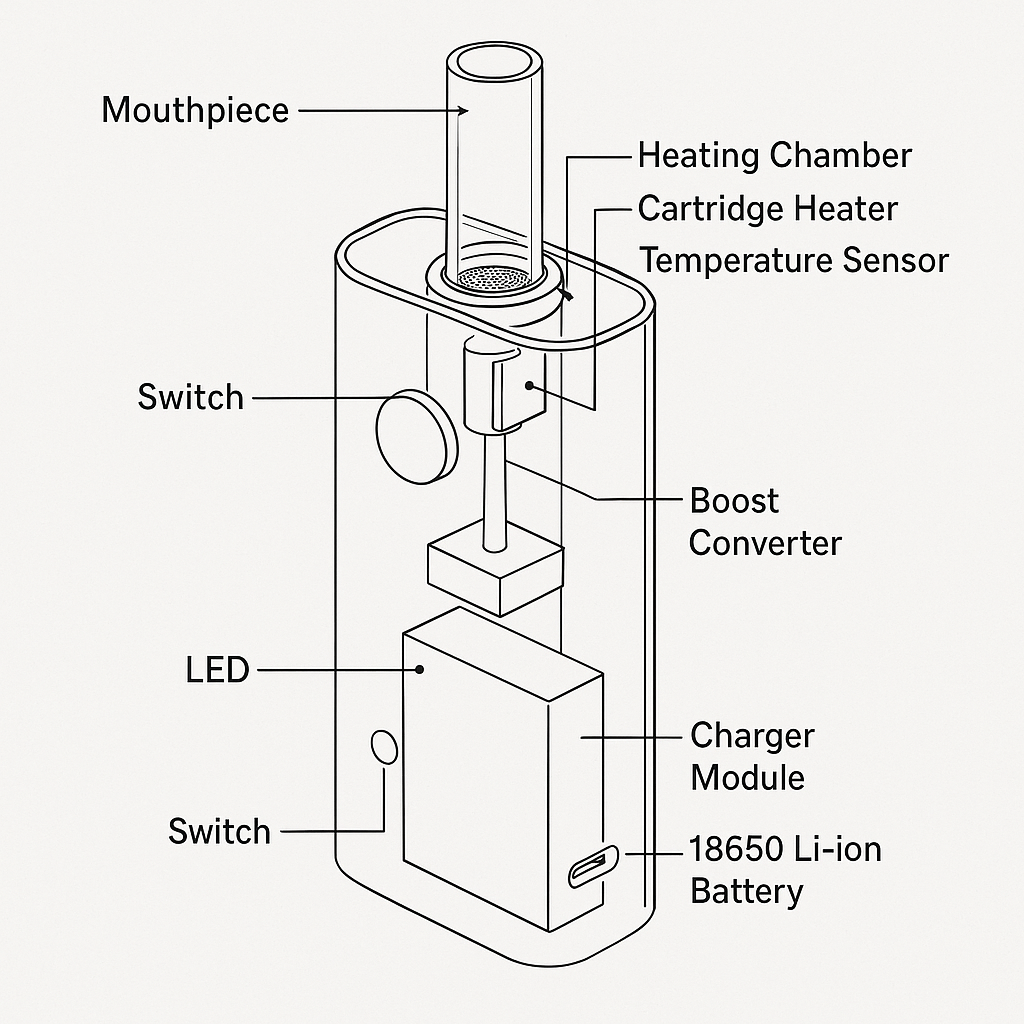 Mouthpiece
Heating Chamber
Cartridge Heater
Temperature Sensor
Switch
Boost
Converter
LED
Charger
Module
Switch
18650 Li-ion
Battery